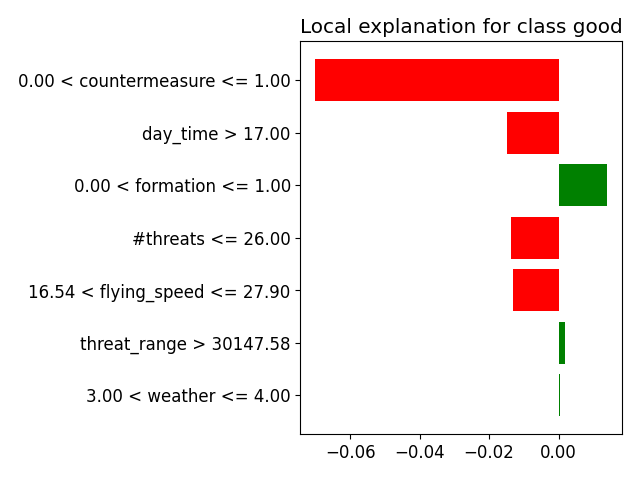 Local explanation for class good
0.00 < countermeasure <= 1.00
day_time > 17.00
0.00 < formation <= 1.00
#threats <= 26.00
16.54 < flying_speed <= 27.90
threat_range > 30147.58
3.00 < weather <= 4.00
−0.06 −0.04 −0.02 0.00